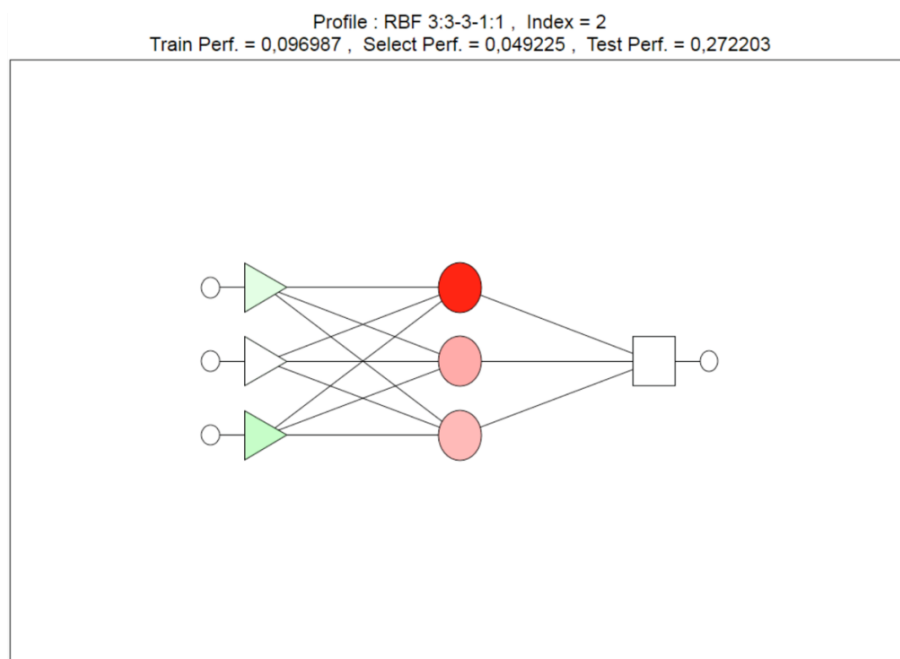 Profile : RBF 3:3-3-1:1 , Index = 2
Train Perf. = 0,096987 , Select Perf. = 0,049225 , Test Perf. = 0,272203